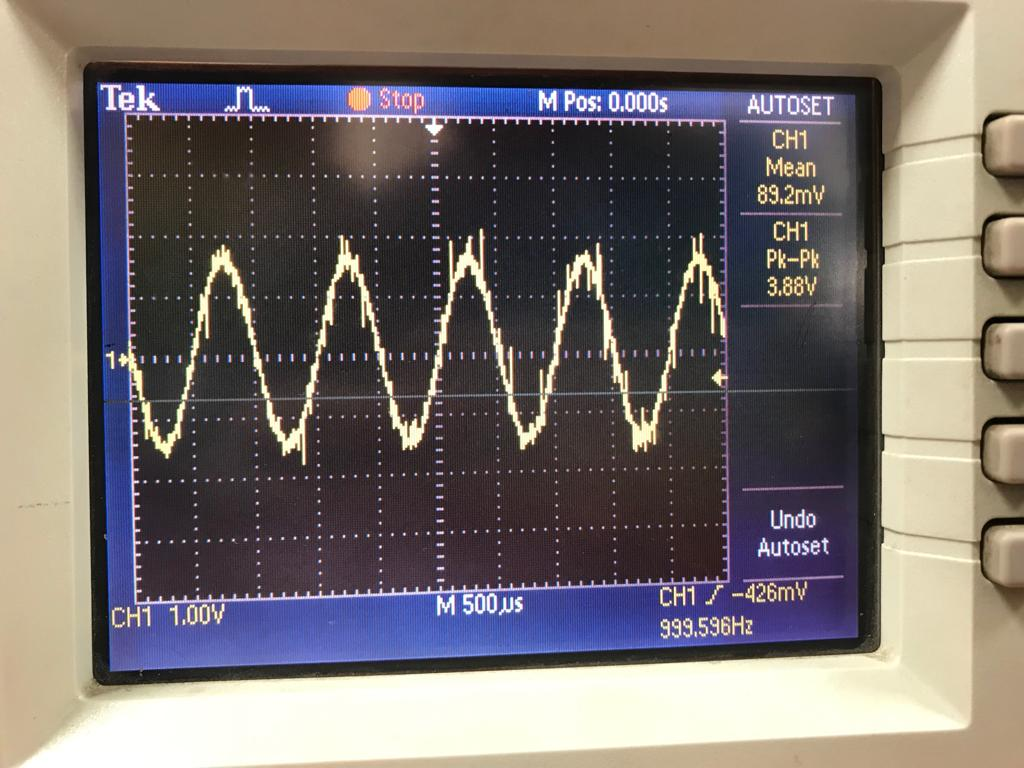 Tek Stop M Pos: 0.000s AUTOSET
CH1
Mean
89.2mV
CH1
Pk-Pk
3.88V
1
Undo
Autoset
CH1 1.00V M 500µs CH1 -426mV
999.596Hz